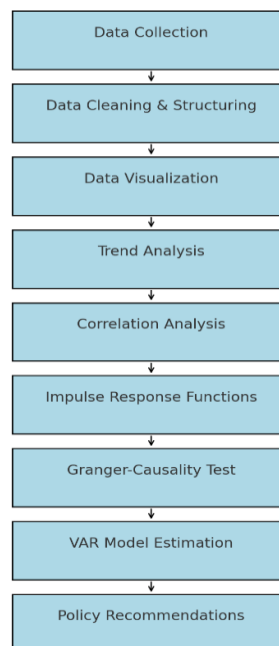 Data Collection
Data Cleaning & Structuring
Data Visualization
Trend Analysis
Correlation Analysis
Impulse Response Functions
Granger-Causality Test
VAR Model Estimation
Policy Recommendations